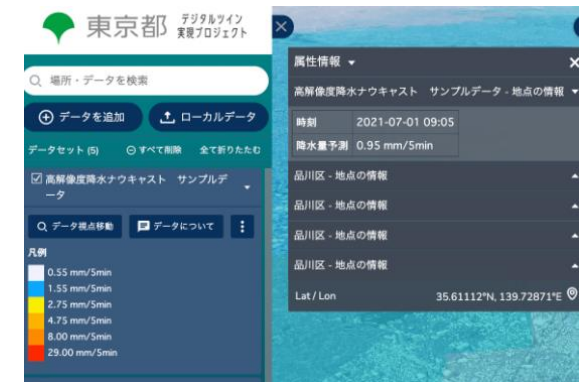 東京都
デジタルツイン
実現プロジェクト
場所・データを検索
データを追加
ローカルデータ
データセット (5)
すべて削除
全て折りたたむ
高解像度降水ナウキャスト サンプルデ
ータ
データ視点移動
データについて
凡例
0.55 mm/5min
1.55 mm/5min
2.75 mm/5min
4.75 mm/5min
8.00 mm/5min
29.00 mm/5min
属性情報
高解像度降水ナウキャスト サンプルデータ - 地点の情報
時刻 2021-07-01 09:05
降水量予測 0.95 mm/5min
品川区 - 地点の情報
品川区 - 地点の情報
品川区 - 地点の情報
品川区 - 地点の情報
Lat / Lon 35.61112°N, 139.72871°E